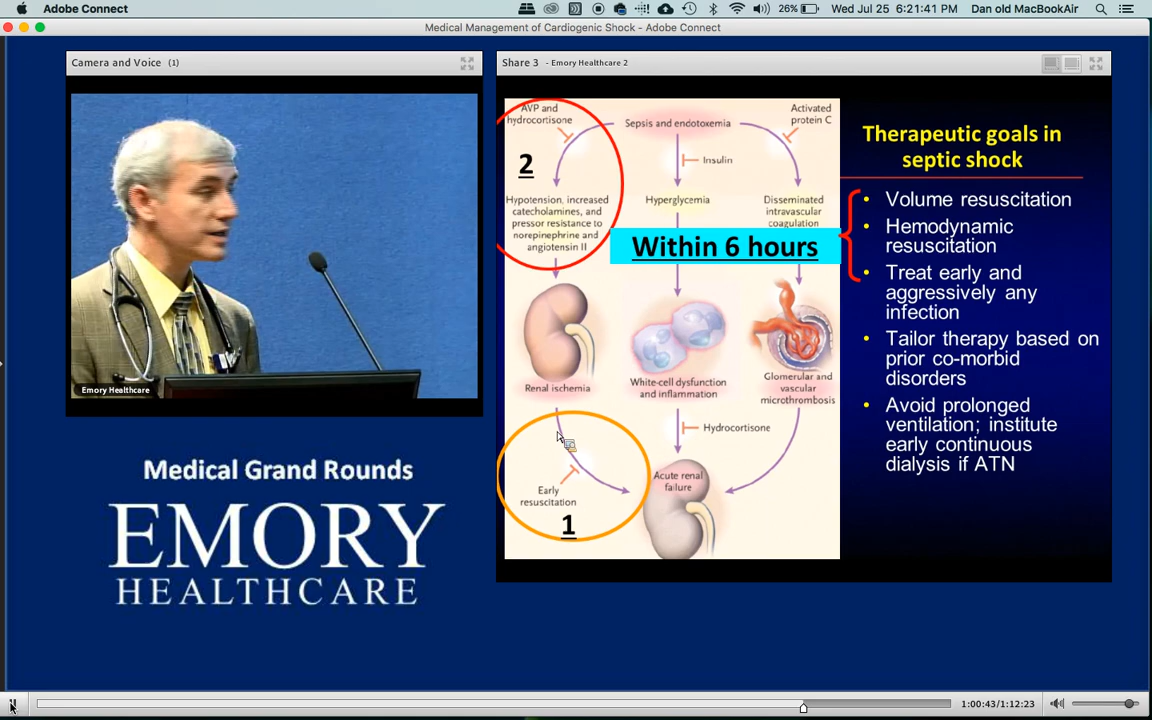 Adobe Connect
26%
Wed Jul 25 6:21:41 PM
Dan old MacBookAir
Medical Management of Cardiogenic Shock - Adobe Connect
Camera and Voice (1)
Emory Healthcare
Medical Grand Rounds
EMORY
HEALTHCARE
Share 3 - Emory Healthcare 2
AVP and
hydrocortisone
Sepsis and endotoxemia
Activated
protein C
2
Insulin
Hypotension, increased
catecholamines, and
pressor resistance to
norepinephrine and
angiotensin II
Hyperglycemia
Disseminated
intravascular
coagulation
Within 6 hours
Renal ischemia
White-cell dysfunction
and inflammation
Glomerular and
vascular
microthrombosis
Hydrocortisone
Early
resuscitation
1
Acute renal
failure
Therapeutic goals in
septic shock
• Volume resuscitation
• Hemodynamic
resuscitation
• Treat early and
aggressively any
infection
• Tailor therapy based on
prior co-morbid
disorders
• Avoid prolonged
ventilation; institute
early continuous
dialysis if ATN
1:00:43/1:12:23